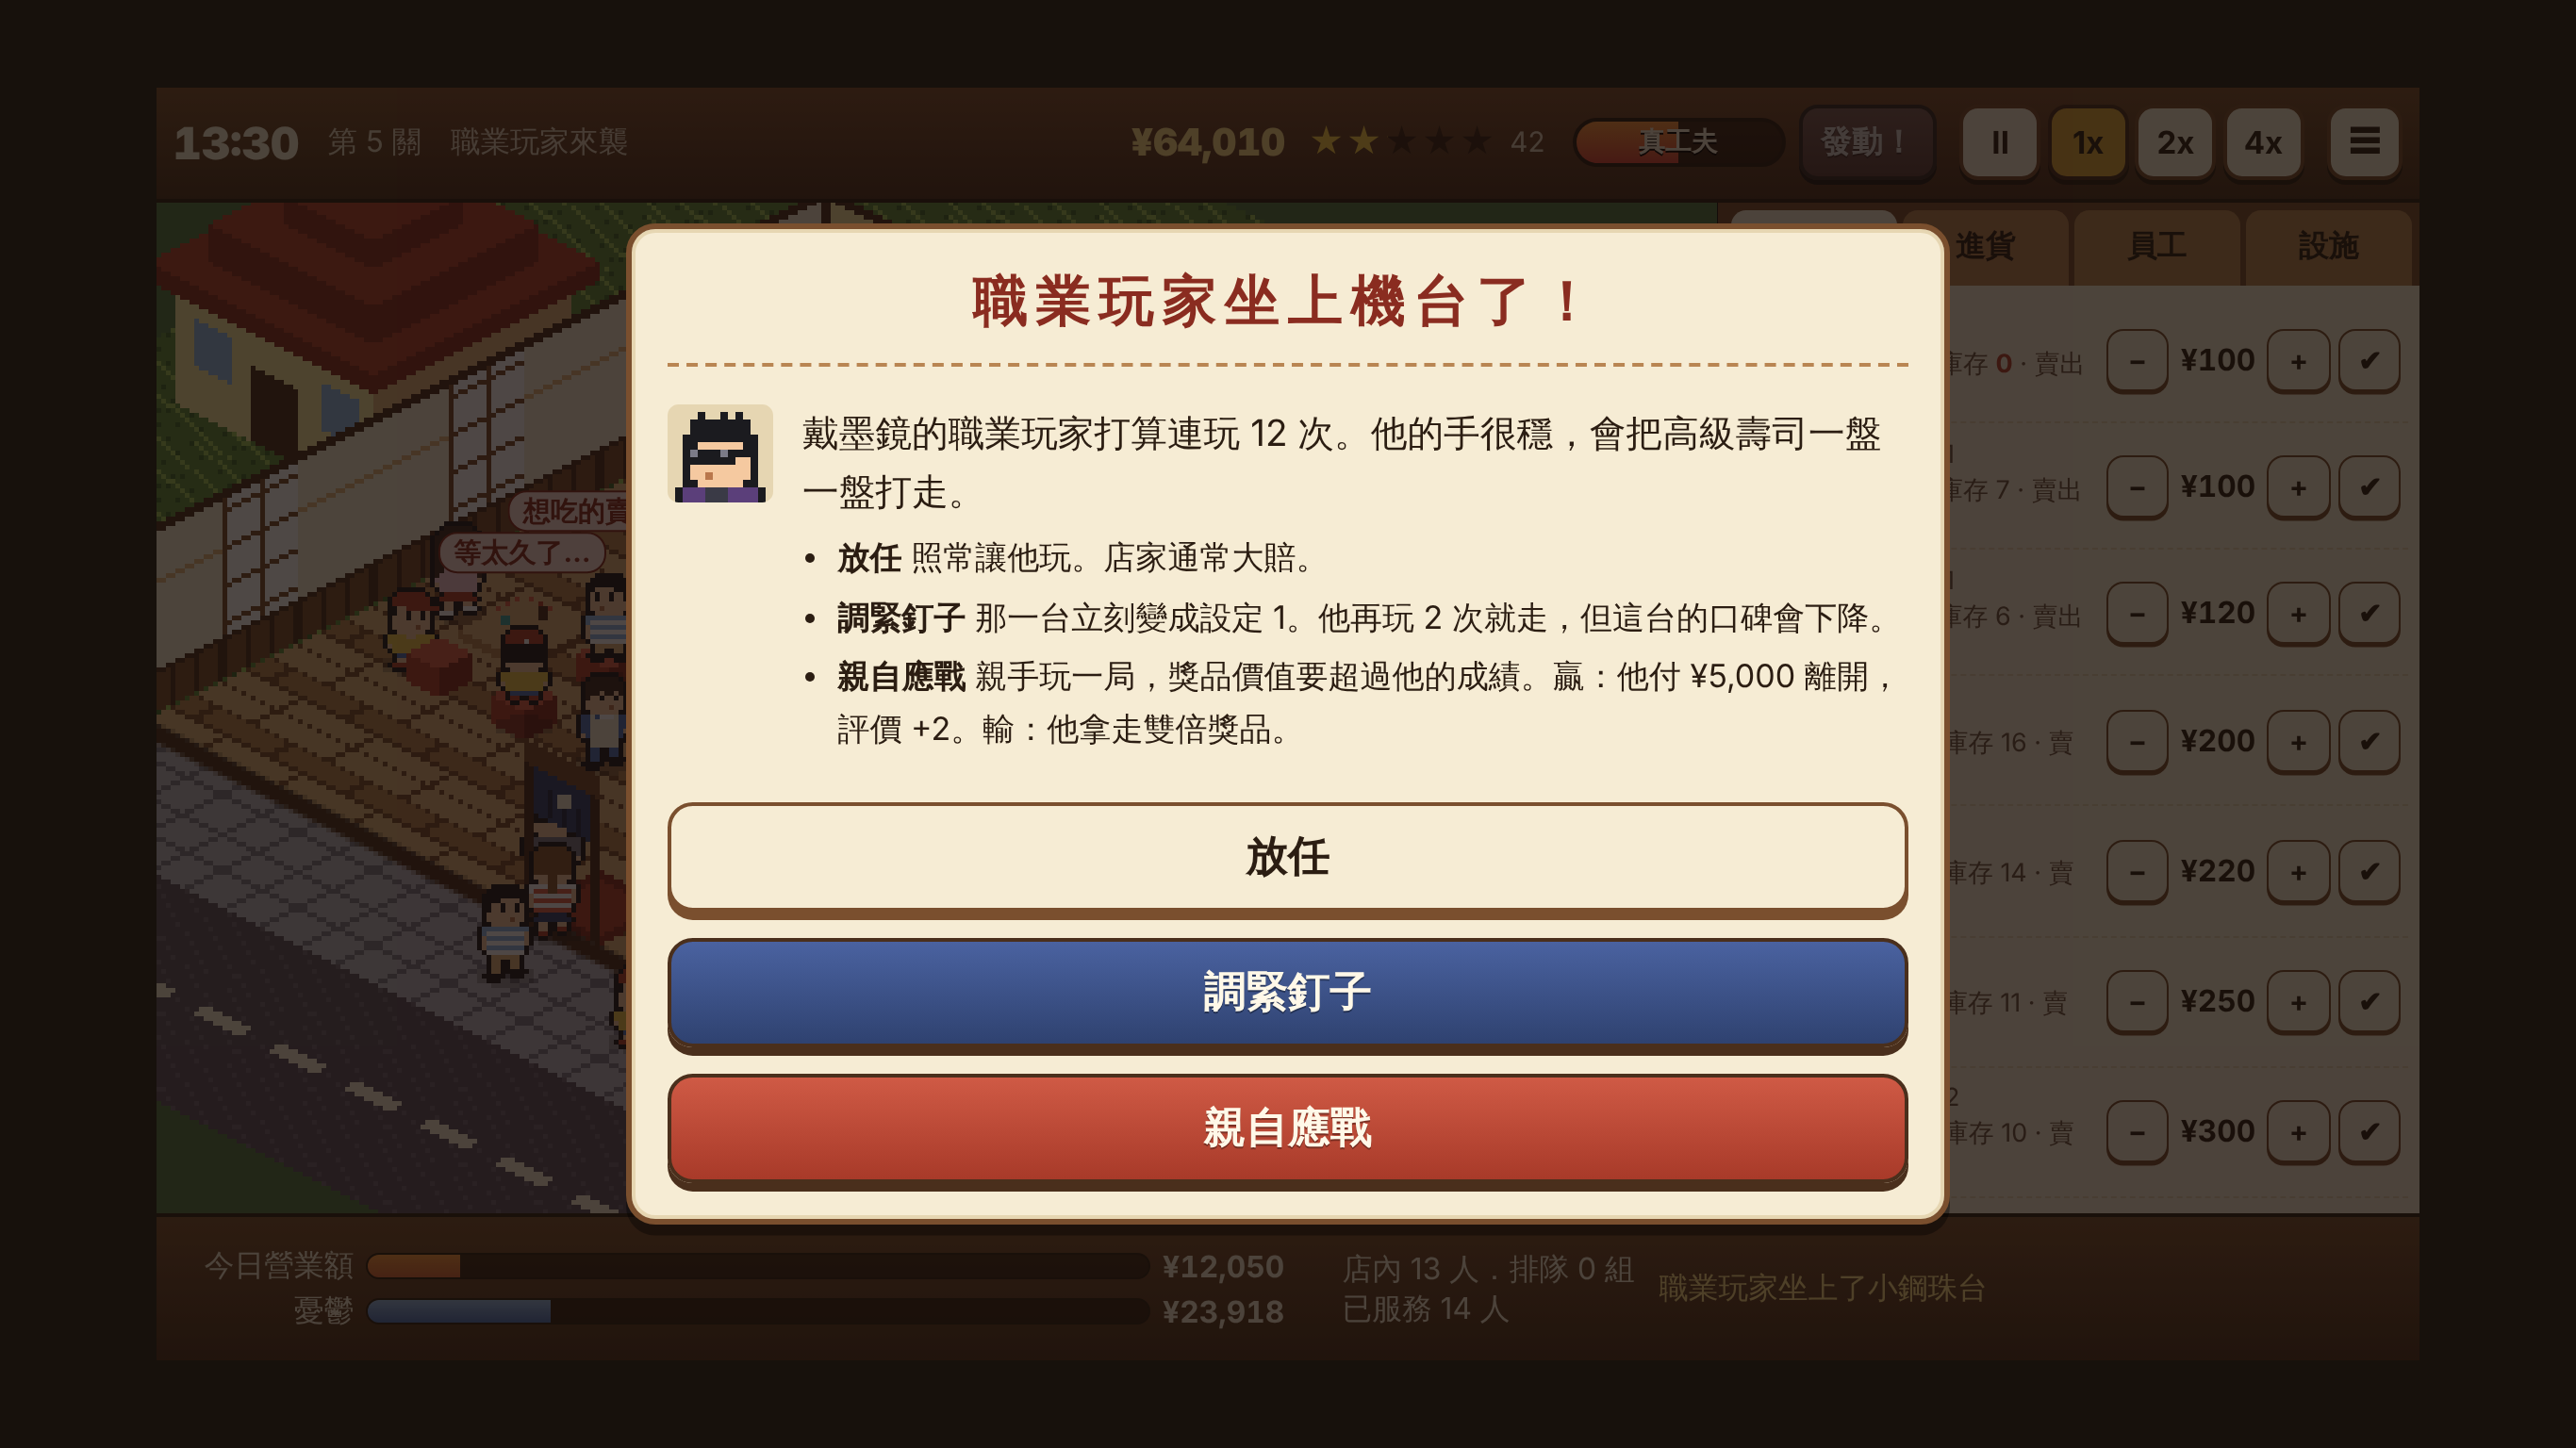 13:30 第 5 關 職業玩家來襲 ¥64,010 ★★★★★ 42 真工夫 發動！ II 1x 2x 4x ☰
進貨 員工 設施
職業玩家坐上機台了！
戴墨鏡的職業玩家打算連玩 12 次。他的手很穩，會把高級壽司一盤
一盤打走。
• 放任 照常讓他玩。店家通常大賠。
• 調緊釘子 那一台立刻變成設定 1。他再玩 2 次就走，但這台的口碑會下降。
• 親自應戰 親手玩一局，獎品價值要超過他的成績。贏：他付 ¥5,000 離開，
評價 +2。輸：他拿走雙倍獎品。
放任
調緊釘子
親自應戰
想吃的賣
等太久了…
庫存 0 · 賣出 − ¥100 + ✔
庫存 7 · 賣出 − ¥100 + ✔
庫存 6 · 賣出 − ¥120 + ✔
庫存 16 · 賣 − ¥200 + ✔
庫存 14 · 賣 − ¥220 + ✔
庫存 11 · 賣 − ¥250 + ✔
2
庫存 10 · 賣 − ¥300 + ✔
今日營業額 ¥12,050
憂鬱 ¥23,918
店內 13 人．排隊 0 組
已服務 14 人
職業玩家坐上了小鋼珠台